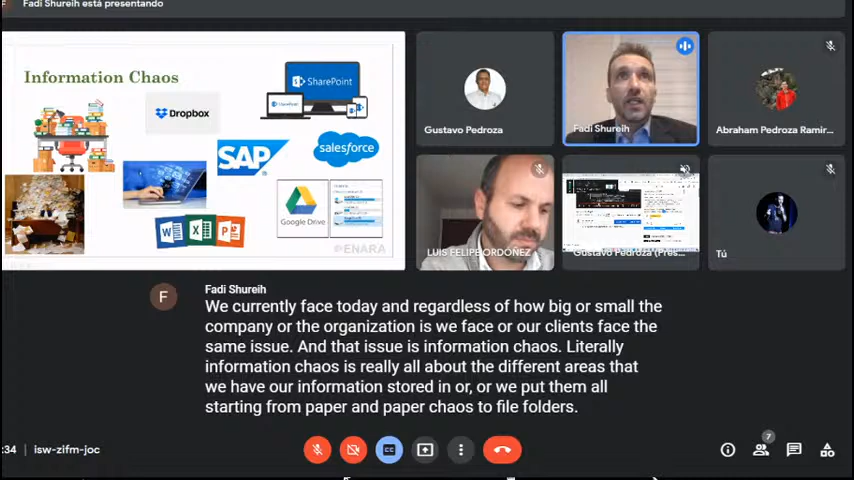 Fadi Shureih está presentando
Information Chaos
Dropbox
SharePoint
SharePoint
SAP
salesforce
Google Drive
W X P
ENARA
Gustavo Pedroza
Fadi Shureih
Abraham Pedroza Ramir...
LUIS FELIPE ORDOÑEZ
Gustavo Pedroza (Pres...
Tú
F
Fadi Shureih
We currently face today and regardless of how big or small the
company or the organization is we face or our clients face the
same issue. And that issue is information chaos. Literally
information chaos is really all about the different areas that
we have our information stored in or, or we put them all
starting from paper and paper chaos to file folders.
:34 | isw-zifm-joc
CC
7